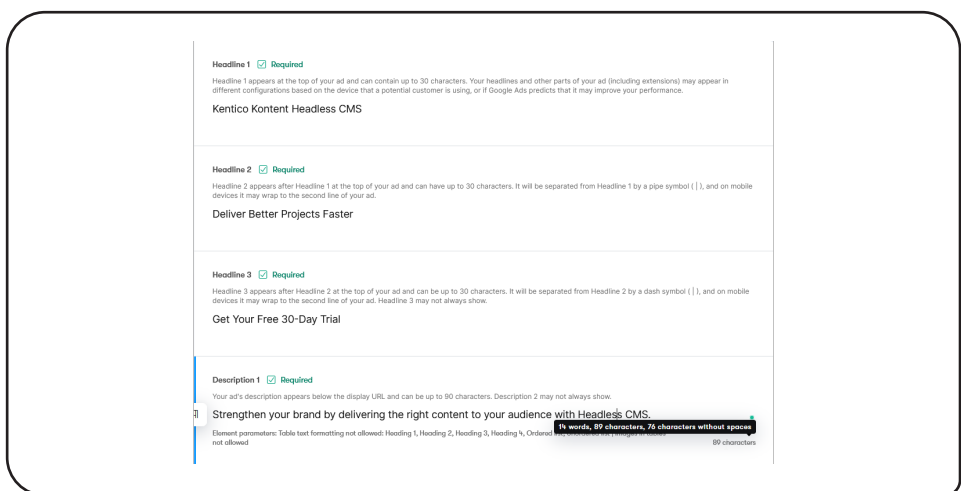 Headline 1 Required
Headline 1 appears at the top of your ad and can contain up to 30 characters. Your headlines and other parts of your ad (including extensions) may appear in
different configurations based on the device that a potential customer is using, or if Google Ads predicts that it may improve your performance.
Kentico Kontent Headless CMS
Headline 2 Required
Headline 2 appears after Headline 1 at the top of your ad and can have up to 30 characters. It will be separated from Headline 1 by a pipe symbol ( | ), and on mobile
devices it may wrap to the second line of your ad.
Deliver Better Projects Faster
Headline 3 Required
Headline 3 appears after Headline 2 at the top of your ad and can be up to 30 characters. It will be separated from Headline 2 by a dash symbol ( | ), and on mobile
devices it may wrap to the second line of your ad. Headline 3 may not always show.
Get Your Free 30-Day Trial
Description 1 Required
Your ad's description appears below the display URL and can be up to 90 characters. Description 2 may not always show.
Strengthen your brand by delivering the right content to your audience with Headless CMS.
14 words, 89 characters, 76 characters without spaces
Element parameters: Table text formatting not allowed: Heading 1, Heading 2, Heading 3, Heading 4, Ordered
not allowed
89 characters